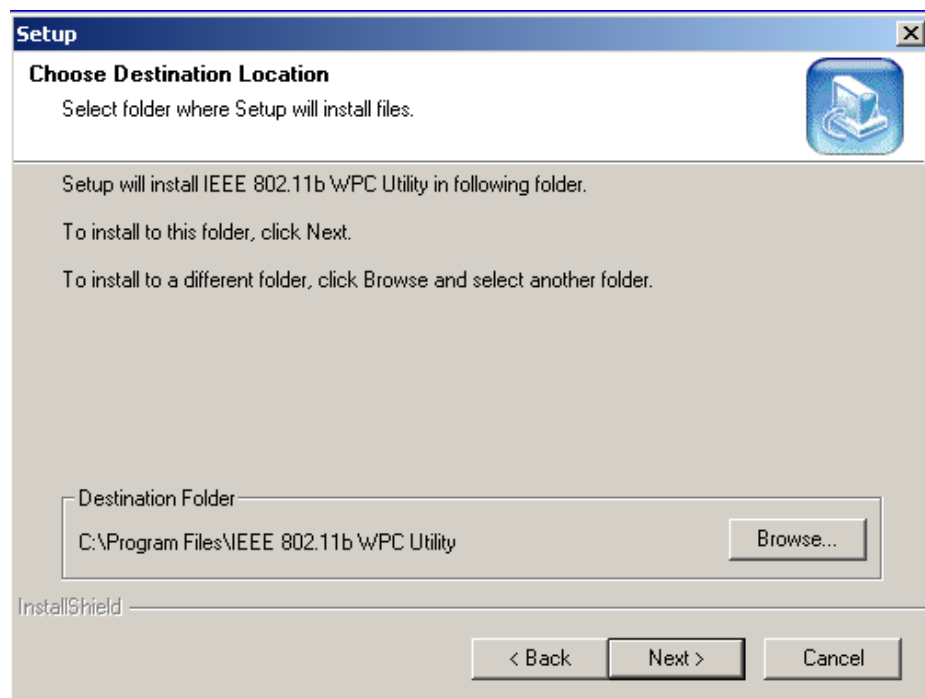 Setup
Choose Destination Location
Select folder where Setup will install files.
Setup will install IEEE 802.11b WPC Utility in following folder.
To install to this folder, click Next.
To install to a different folder, click Browse and select another folder.
Destination Folder
C:\Program Files\IEEE 802.11b WPC Utility
Browse...
InstallShield
< Back
Next >
Cancel